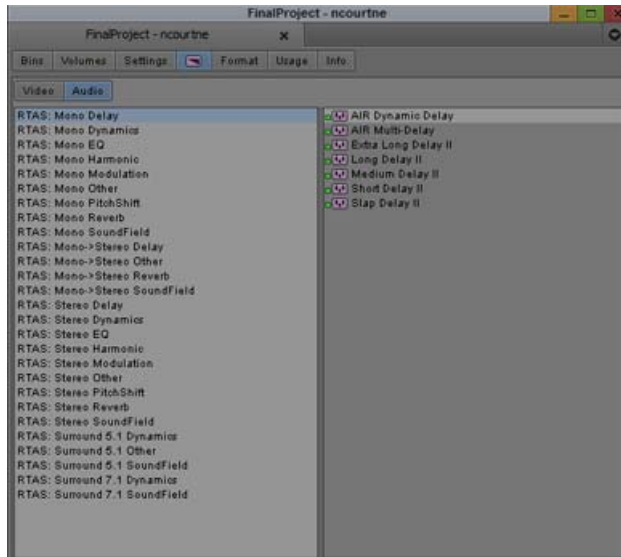 FinalProject - ncourtne
FinalProject - ncourtne
Bins Volumes Settings Format Usage Info
Video Audio
RTAS: Mono Delay
RTAS: Mono Dynamics
RTAS: Mono EQ
RTAS: Mono Harmonic
RTAS: Mono Modulation
RTAS: Mono Other
RTAS: Mono PitchShift
RTAS: Mono Reverb
RTAS: Mono SoundField
RTAS: Mono->Stereo Delay
RTAS: Mono->Stereo Other
RTAS: Mono->Stereo Reverb
RTAS: Mono->Stereo SoundField
RTAS: Stereo Delay
RTAS: Stereo Dynamics
RTAS: Stereo EQ
RTAS: Stereo Harmonic
RTAS: Stereo Modulation
RTAS: Stereo Other
RTAS: Stereo PitchShift
RTAS: Stereo Reverb
RTAS: Stereo SoundField
RTAS: Surround 5.1 Dynamics
RTAS: Surround 5.1 Other
RTAS: Surround 5.1 SoundField
RTAS: Surround 7.1 Dynamics
RTAS: Surround 7.1 SoundField
AIR Dynamic Delay
AIR Multi-Delay
Extra Long Delay II
Long Delay II
Medium Delay II
Short Delay II
Slap Delay II